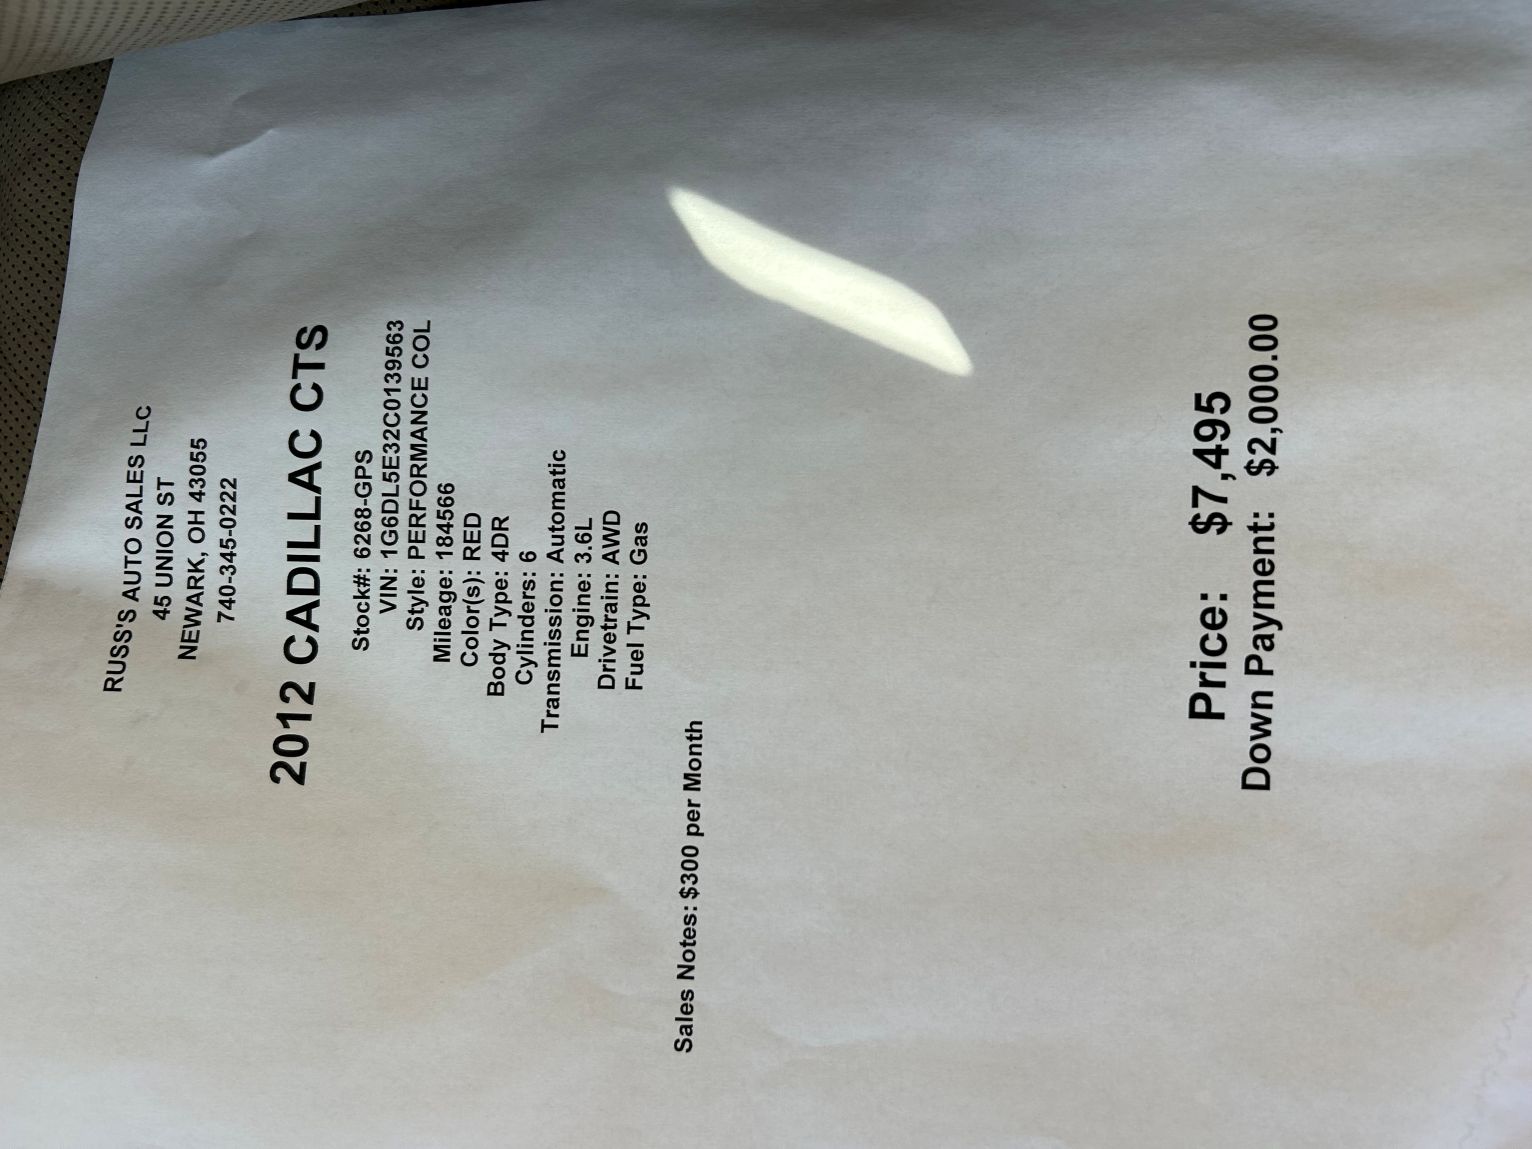 RUSS'S AUTO SALES LLC
45 UNION ST
NEWARK, OH 43055
740-345-0222
2012 CADILLAC CTS
Stock#: 6268-GPS
VIN: 1G6DL5E32C0139563
Style: PERFORMANCE COL
Mileage: 184566
Color(s): RED
Body Type: 4DR
Cylinders: 6
Transmission: Automatic
Engine: 3.6L
Drivetrain: AWD
Fuel Type: Gas
Sales Notes: $300 per Month
Price: $7,495
Down Payment: $2,000.00